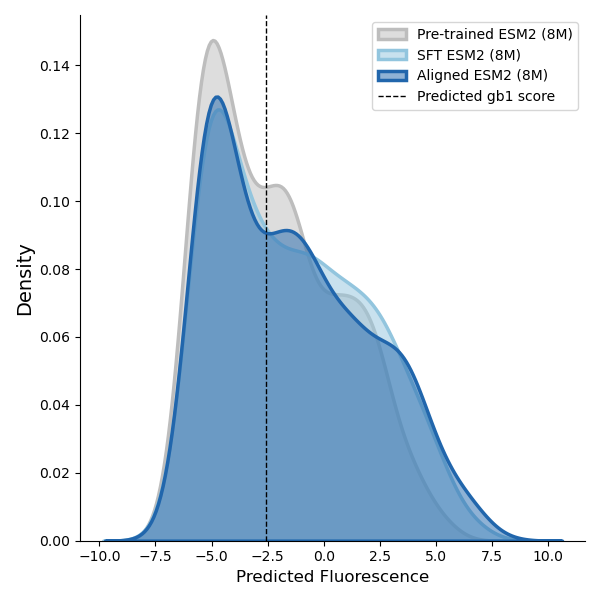 Pre-trained ESM2 (8M)
SFT ESM2 (8M)
Aligned ESM2 (8M)
Predicted gb1 score
Density
0.14
0.12
0.10
0.08
0.06
0.04
0.02
0.00
−10.0 −7.5 −5.0 −2.5 0.0 2.5 5.0 7.5 10.0
Predicted Fluorescence